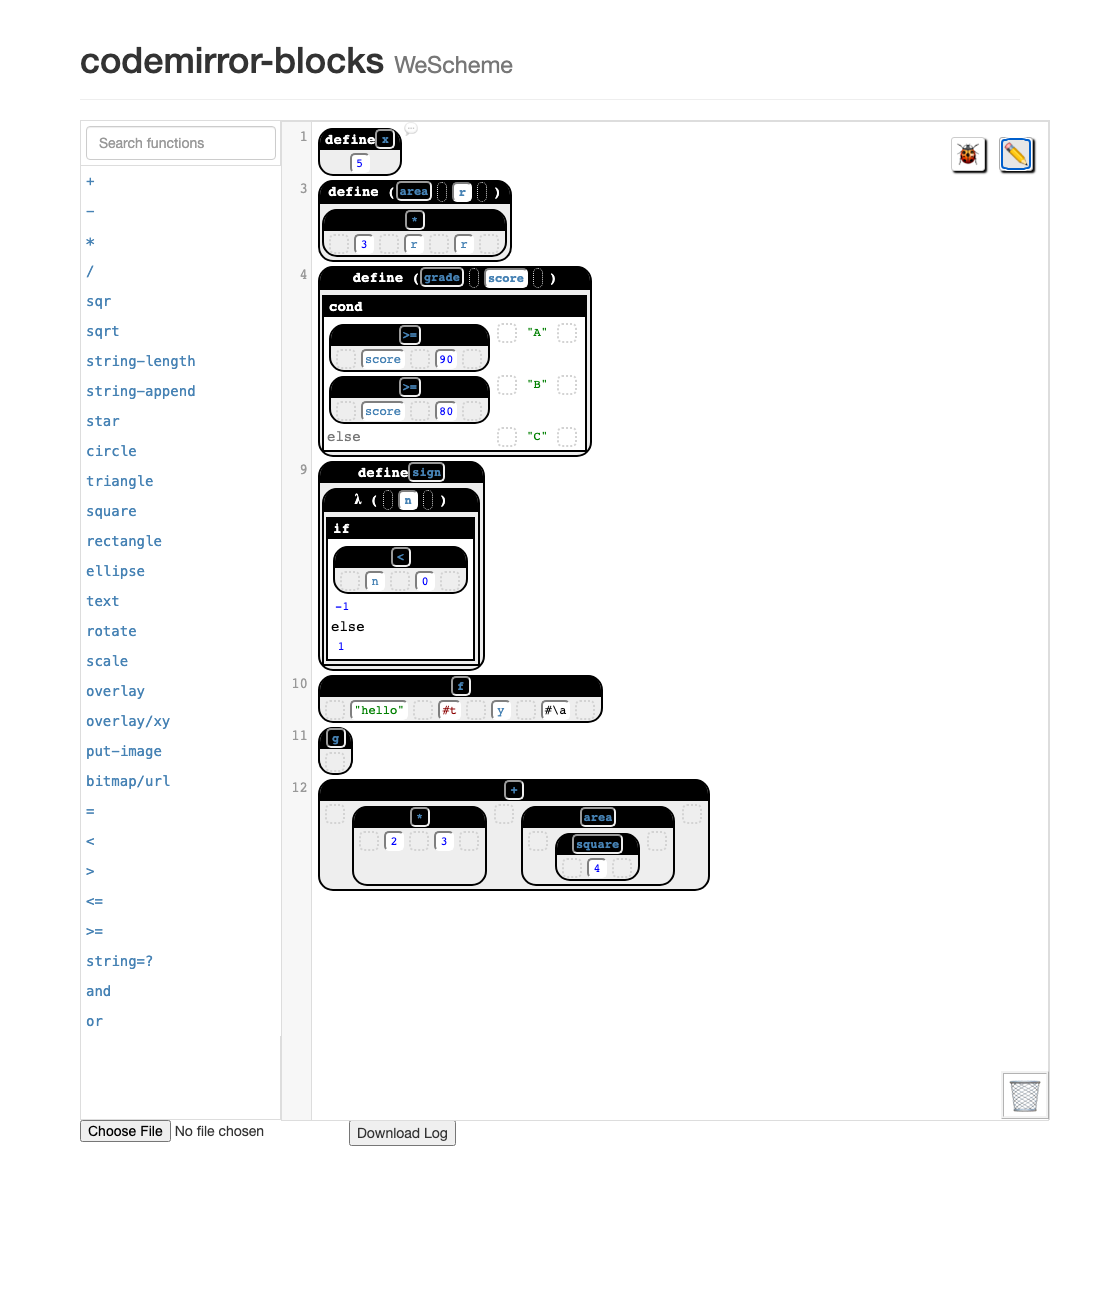 codemirror-blocks WeScheme
Search functions
+
-
*
/
sqr
sqrt
string-length
string-append
star
circle
triangle
square
rectangle
ellipse
text
rotate
scale
overlay
overlay/xy
put-image
bitmap/url
=
<
>
<=
>=
string=?
and
or
1 define x
5
3 define (area r )
*
3 r r
4 define (grade score )
cond
>=
score 90 "A"
>=
score 80 "B"
else "C"
9 define sign
λ ( n )
if
<
n 0
-1
else
1
10 f
"hello" #t y #\a
11 g
12 +
* area
2 3 square
4
Choose File No file chosen Download Log